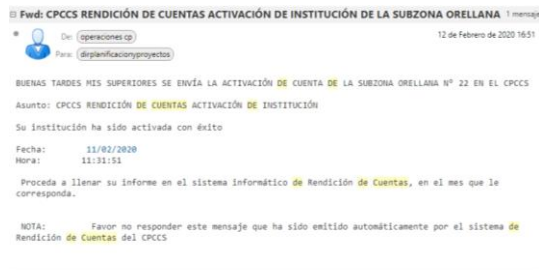 Fwd: CPCCS RENDICIÓN DE CUENTAS ACTIVACIÓN DE INSTITUCIÓN DE LA SUBZONA ORELLANA 1 mensaje
De: operaciones cp 12 de Febrero de 2020 16:51
Para: dirplanificacionyproyectos
BUENAS TARDES MIS SUPERIORES SE ENVÍA LA ACTIVACIÓN DE CUENTA DE LA SUBZONA ORELLANA Nº 22 EN EL CPCCS
Asunto: CPCCS RENDICIÓN DE CUENTAS ACTIVACIÓN DE INSTITUCIÓN
Su institución ha sido activada con éxito
Fecha: 11/02/2020
Hora: 11:31:51
Proceda a llenar su informe en el sistema informático de Rendición de Cuentas, en el mes que le
corresponda.
NOTA: Favor no responder este mensaje que ha sido emitido automáticamente por el sistema de
Rendición de Cuentas del CPCCS